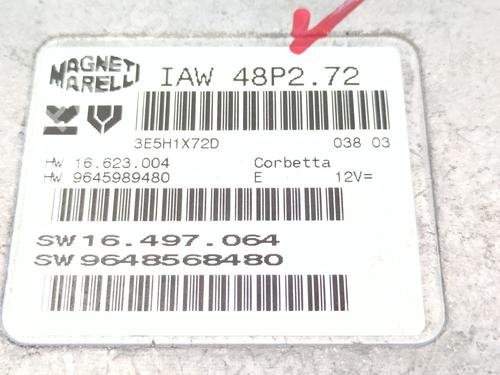 MAGNETI
MARELLI
IAW 48P2.72
3E5H1X72D 038 03
HW 16.623.004 Corbetta
HW 9645989480 E 12V=
SW 16.497.064
SW 9648568480